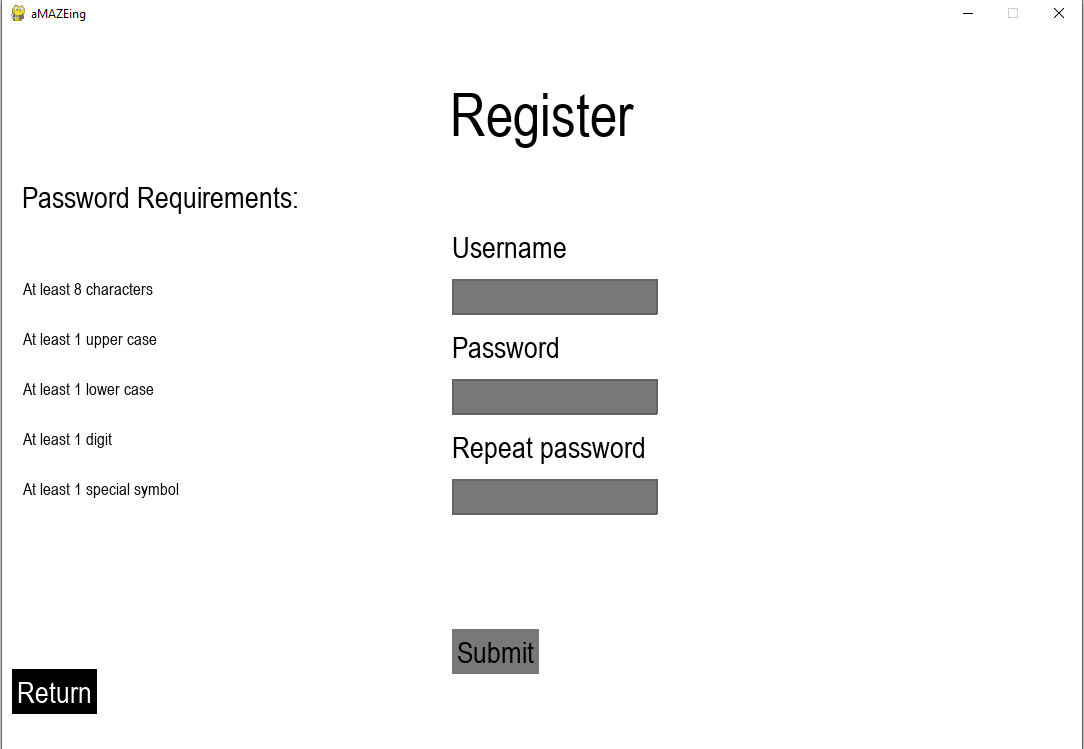 aMAZEing
Register
Password Requirements:
Username
At least 8 characters
At least 1 upper case
Password
At least 1 lower case
At least 1 digit
Repeat password
At least 1 special symbol
Submit
Return